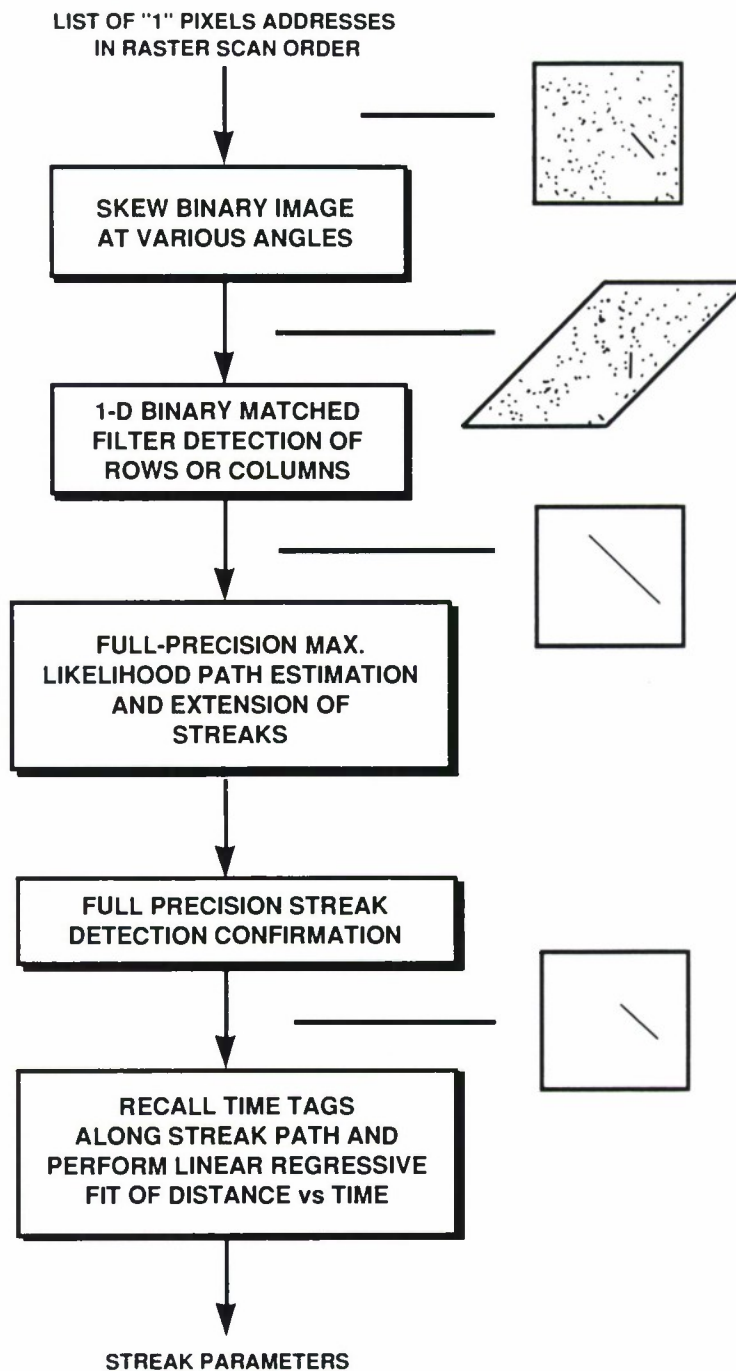 LIST OF "1" PIXELS ADDRESSES
IN RASTER SCAN ORDER
SKEW BINARY IMAGE
AT VARIOUS ANGLES
1-D BINARY MATCHED
FILTER DETECTION OF
ROWS OR COLUMNS
FULL-PRECISION MAX.
LIKELIHOOD PATH ESTIMATION
AND EXTENSION OF
STREAKS
FULL PRECISION STREAK
DETECTION CONFIRMATION
RECALL TIME TAGS
ALONG STREAK PATH AND
PERFORM LINEAR REGRESSIVE
FIT OF DISTANCE vs TIME
STREAK PARAMETERS